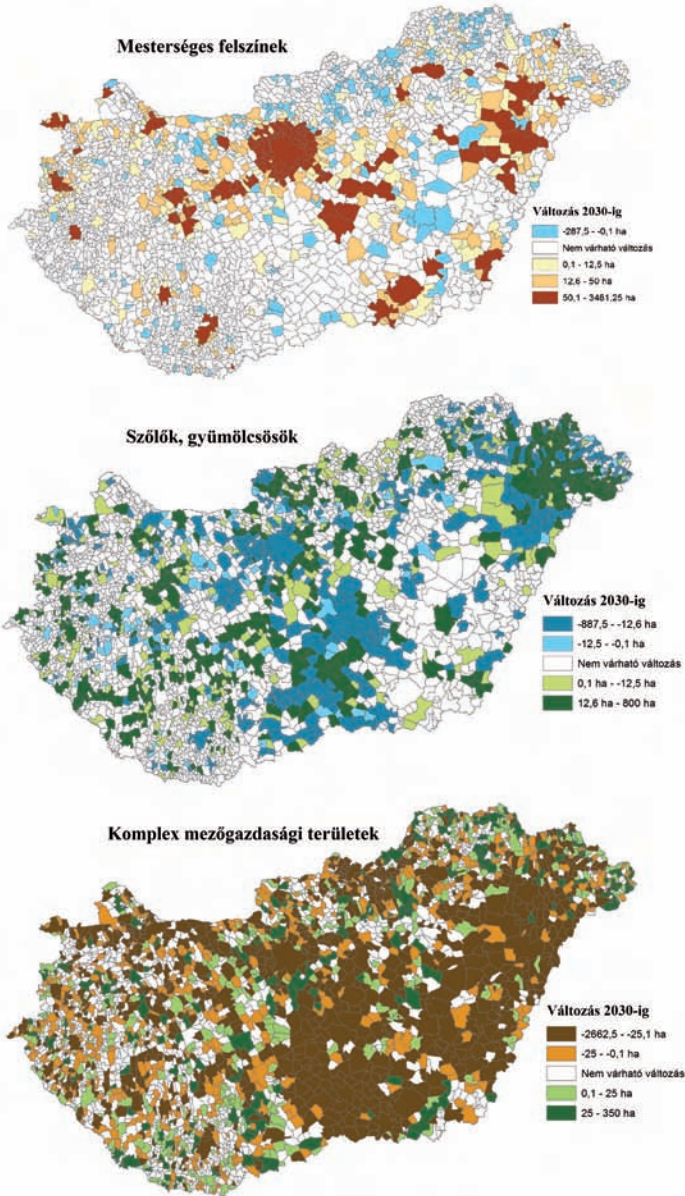 Mesterséges felszínek
Változás 2030-ig
-287,5 - -0,1 ha
Nem várható változás
0,1 - 12,5 ha
12,6 - 50 ha
50,1 - 3481,25 ha
Szőlők, gyümölcsösök
Változás 2030-ig
-887,5 - -12,6 ha
-12,5 - -0,1 ha
Nem várható változás
0,1 ha - -12,5 ha
12,6 ha - 800 ha
Komplex mezőgazdasági területek
Változás 2030-ig
-2662,5 - -25,1 ha
-25 - -0,1 ha
Nem várható változás
0,1 - 25 ha
25 - 350 ha